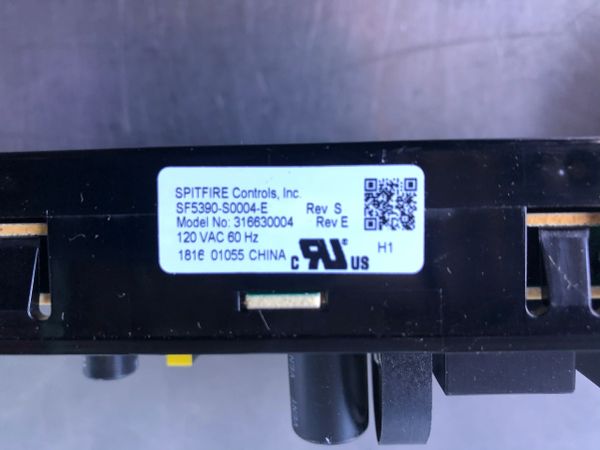 SPITFIRE Controls, Inc.
SF5390-S0004-E Rev S
Model No: 316630004 Rev E
120 VAC 60 Hz
1816 01055 CHINA
C RU US
H1